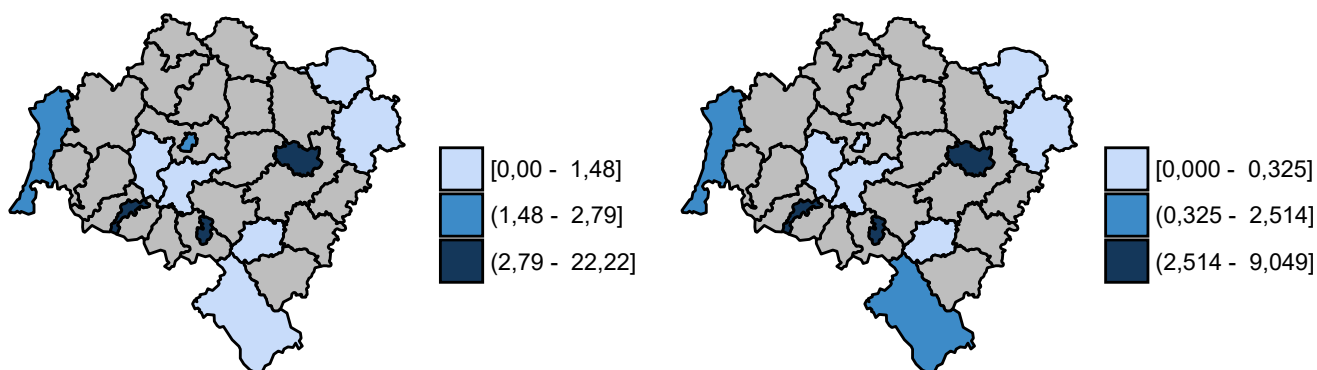 [0,00 - 1,48]
(1,48 - 2,79]
(2,79 - 22,22]
[0,000 - 0,325]
(0,325 - 2,514]
(2,514 - 9,049]